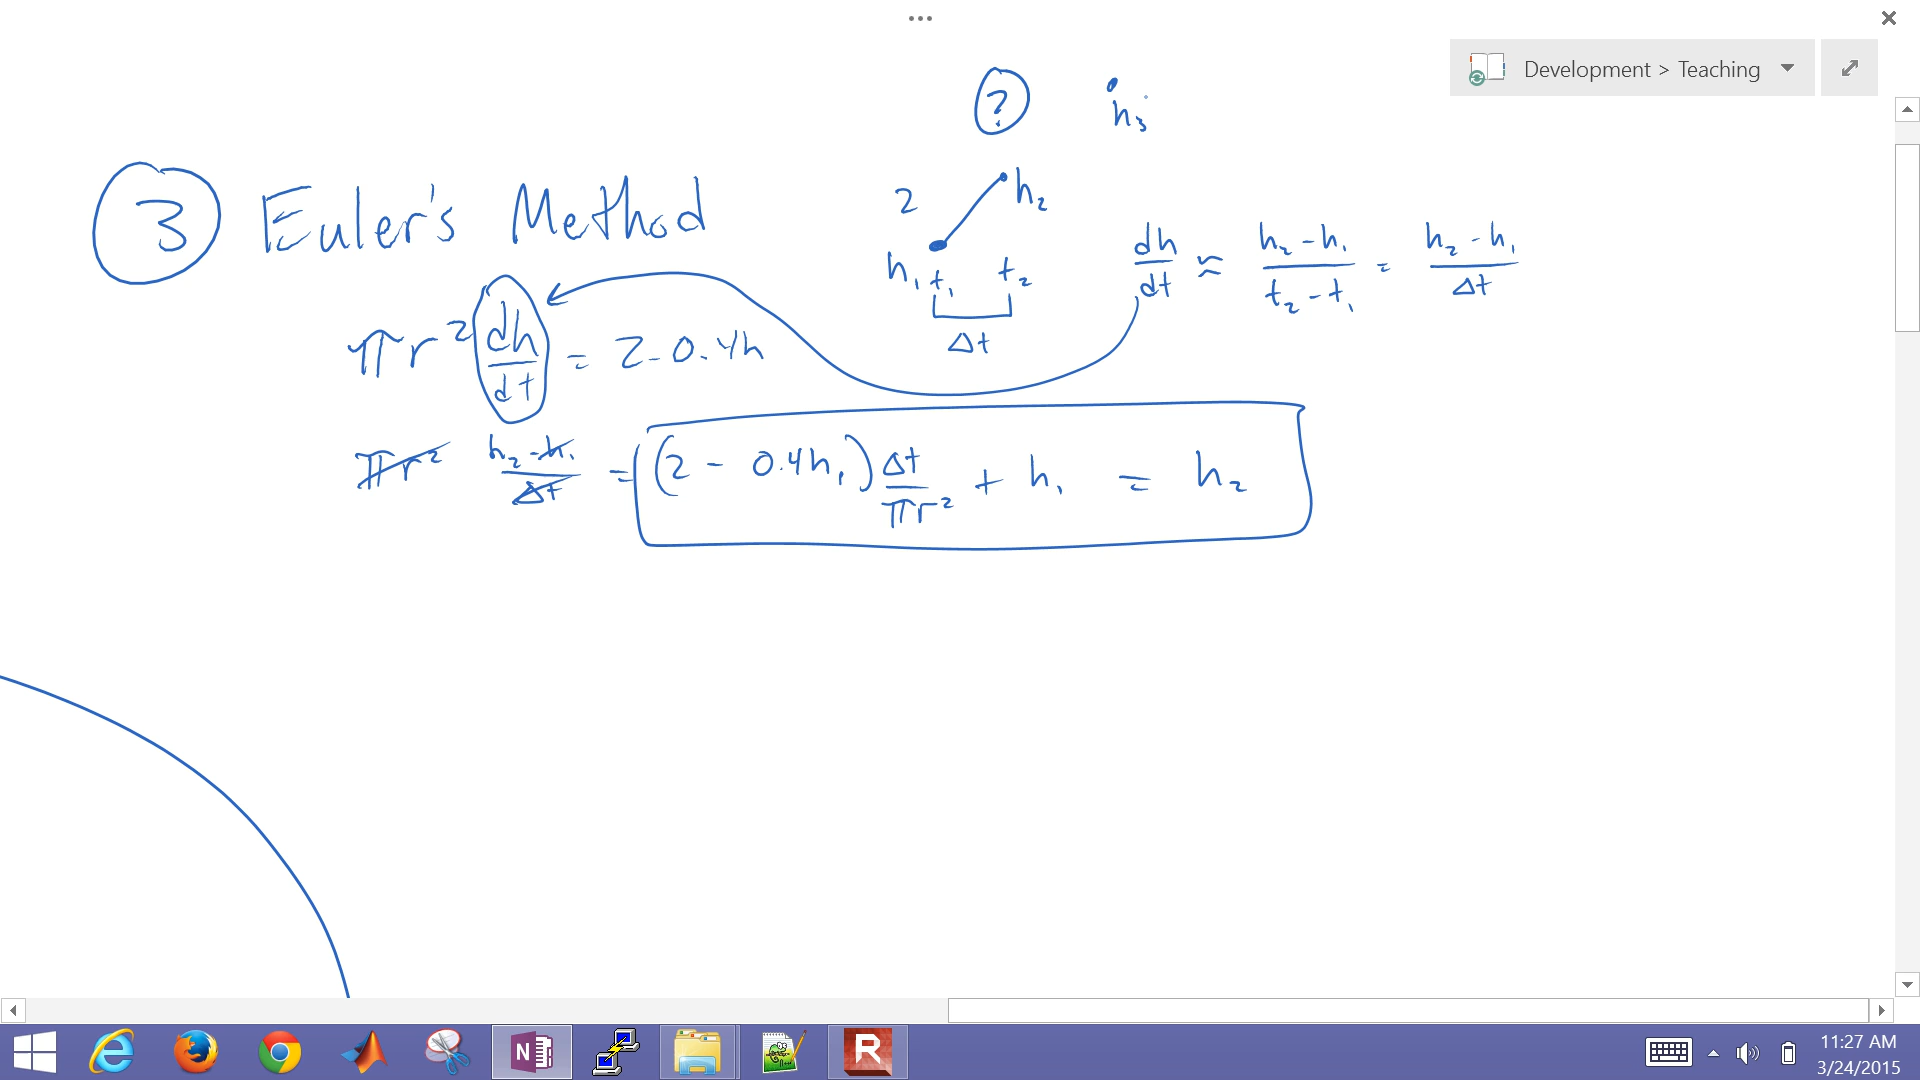 ...
Development > Teaching
? h₃
③ Euler's Method
2 h₂
h₁ t₁ t₂
Δt
dh/dt ≈ (h₂ - h₁)/(t₂ - t₁) = (h₂ - h₁)/Δt
πr² dh/dt = 2 - 0.4h
πr² (h₂ - h₁)/Δt = (2 - 0.4h₁) Δt/πr² + h₁ = h₂
N
R
11:27 AM
3/24/2015